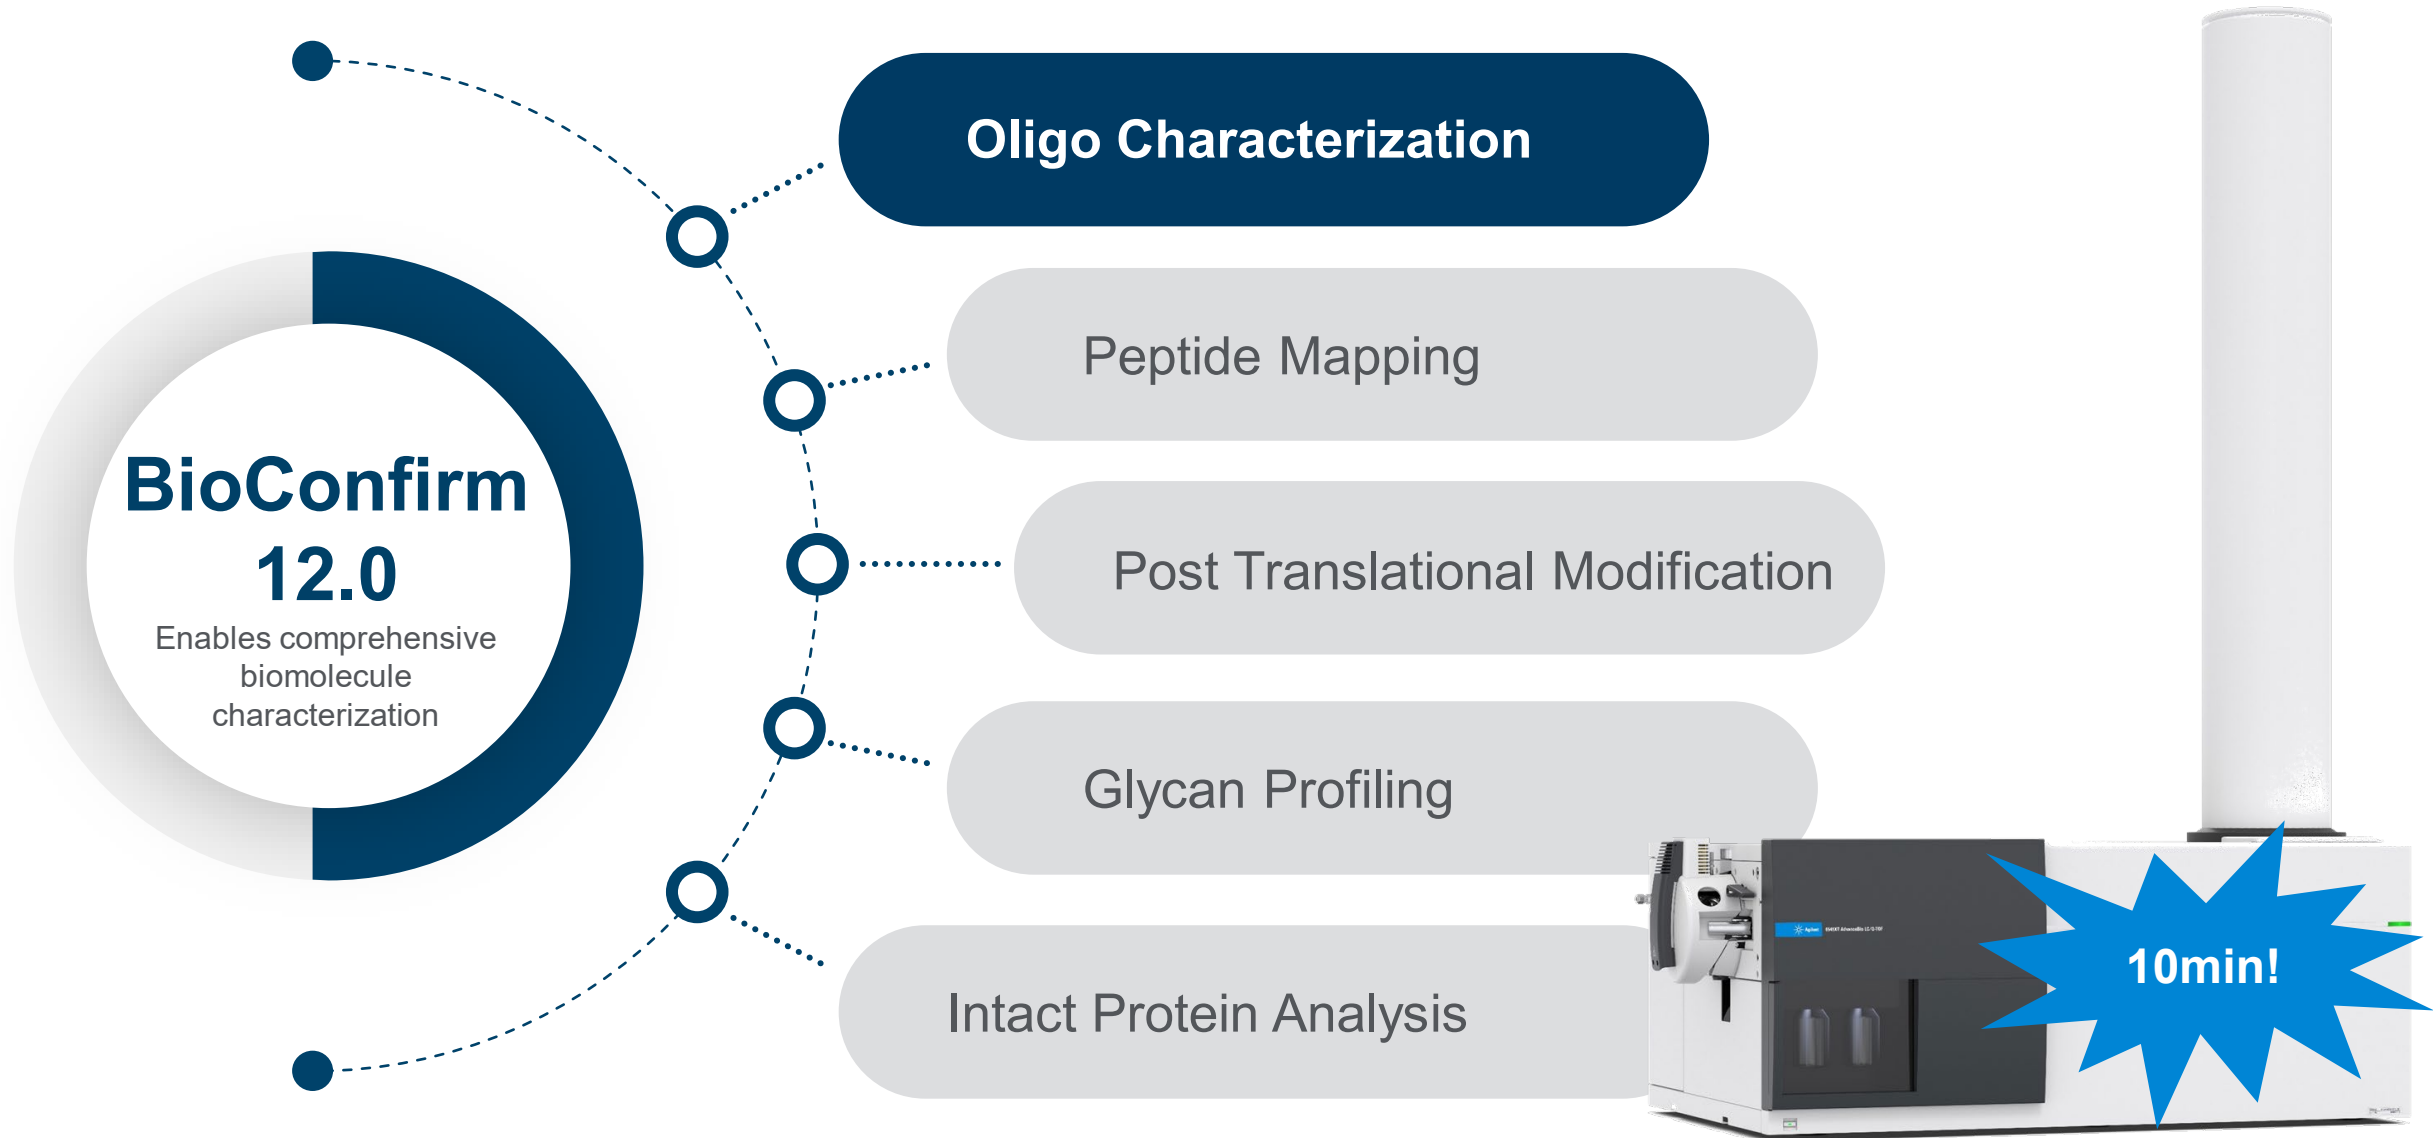 Oligo Characterization
Peptide Mapping
BioConfirm
12.0
Enables comprehensive
biomolecule
characterization
Post Translational Modification
Glycan Profiling
Agilent
10min!
Intact Protein Analysis